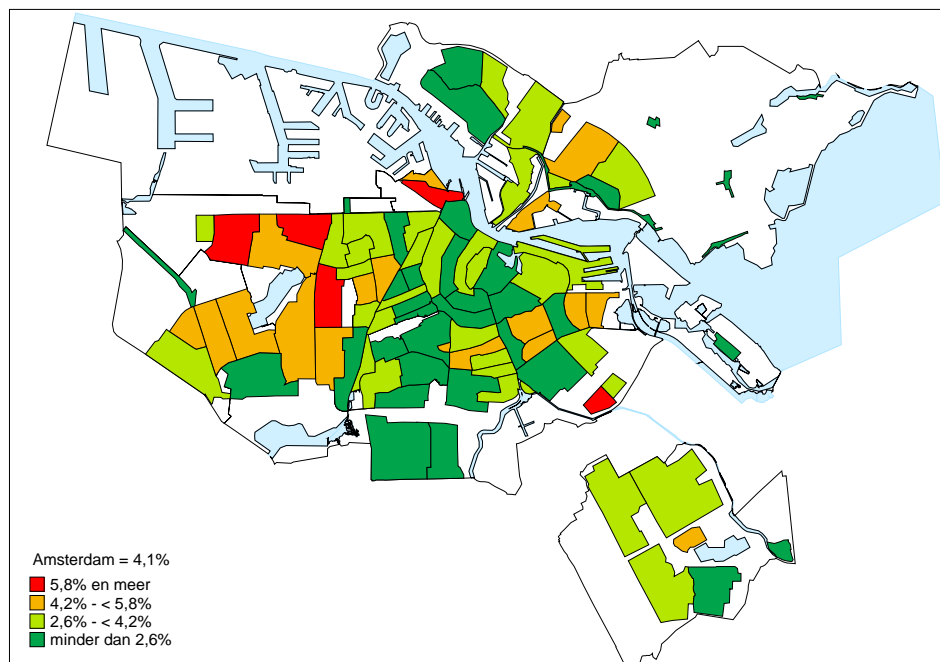 Amsterdam = 4,1%
5,8% en meer
4,2% - < 5,8%
2,6% - < 4,2%
minder dan 2,6%